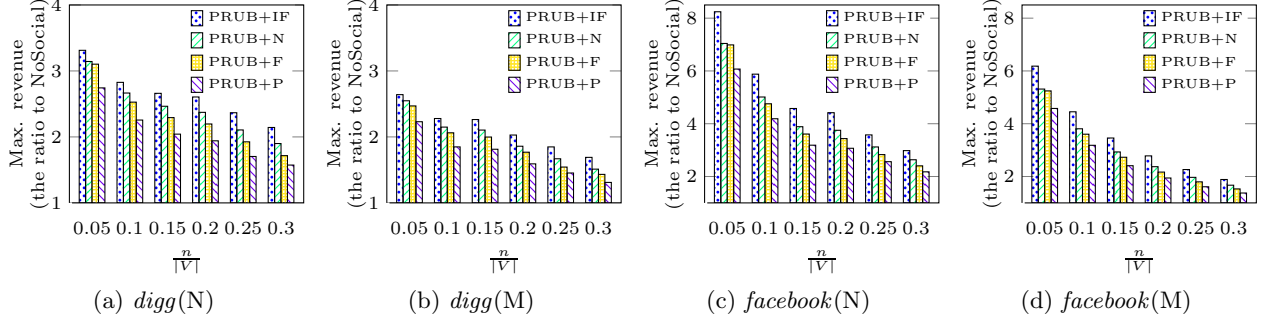 Max. revenue
(the ratio to NoSocial)
4
3
2
1
PRUB+IF
PRUB+N
PRUB+F
PRUB+P
0.05 0.1 0.15 0.2 0.25 0.3
n
|V|
(a) digg(N)
Max. revenue
(the ratio to NoSocial)
4
3
2
1
PRUB+IF
PRUB+N
PRUB+F
PRUB+P
0.05 0.1 0.15 0.2 0.25 0.3
n
|V|
(b) digg(M)
Max. revenue
(the ratio to NoSocial)
8
6
4
2
PRUB+IF
PRUB+N
PRUB+F
PRUB+P
0.05 0.1 0.15 0.2 0.25 0.3
n
|V|
(c) facebook(N)
Max. revenue
(the ratio to NoSocial)
8
6
4
2
PRUB+IF
PRUB+N
PRUB+F
PRUB+P
0.05 0.1 0.15 0.2 0.25 0.3
n
|V|
(d) facebook(M)